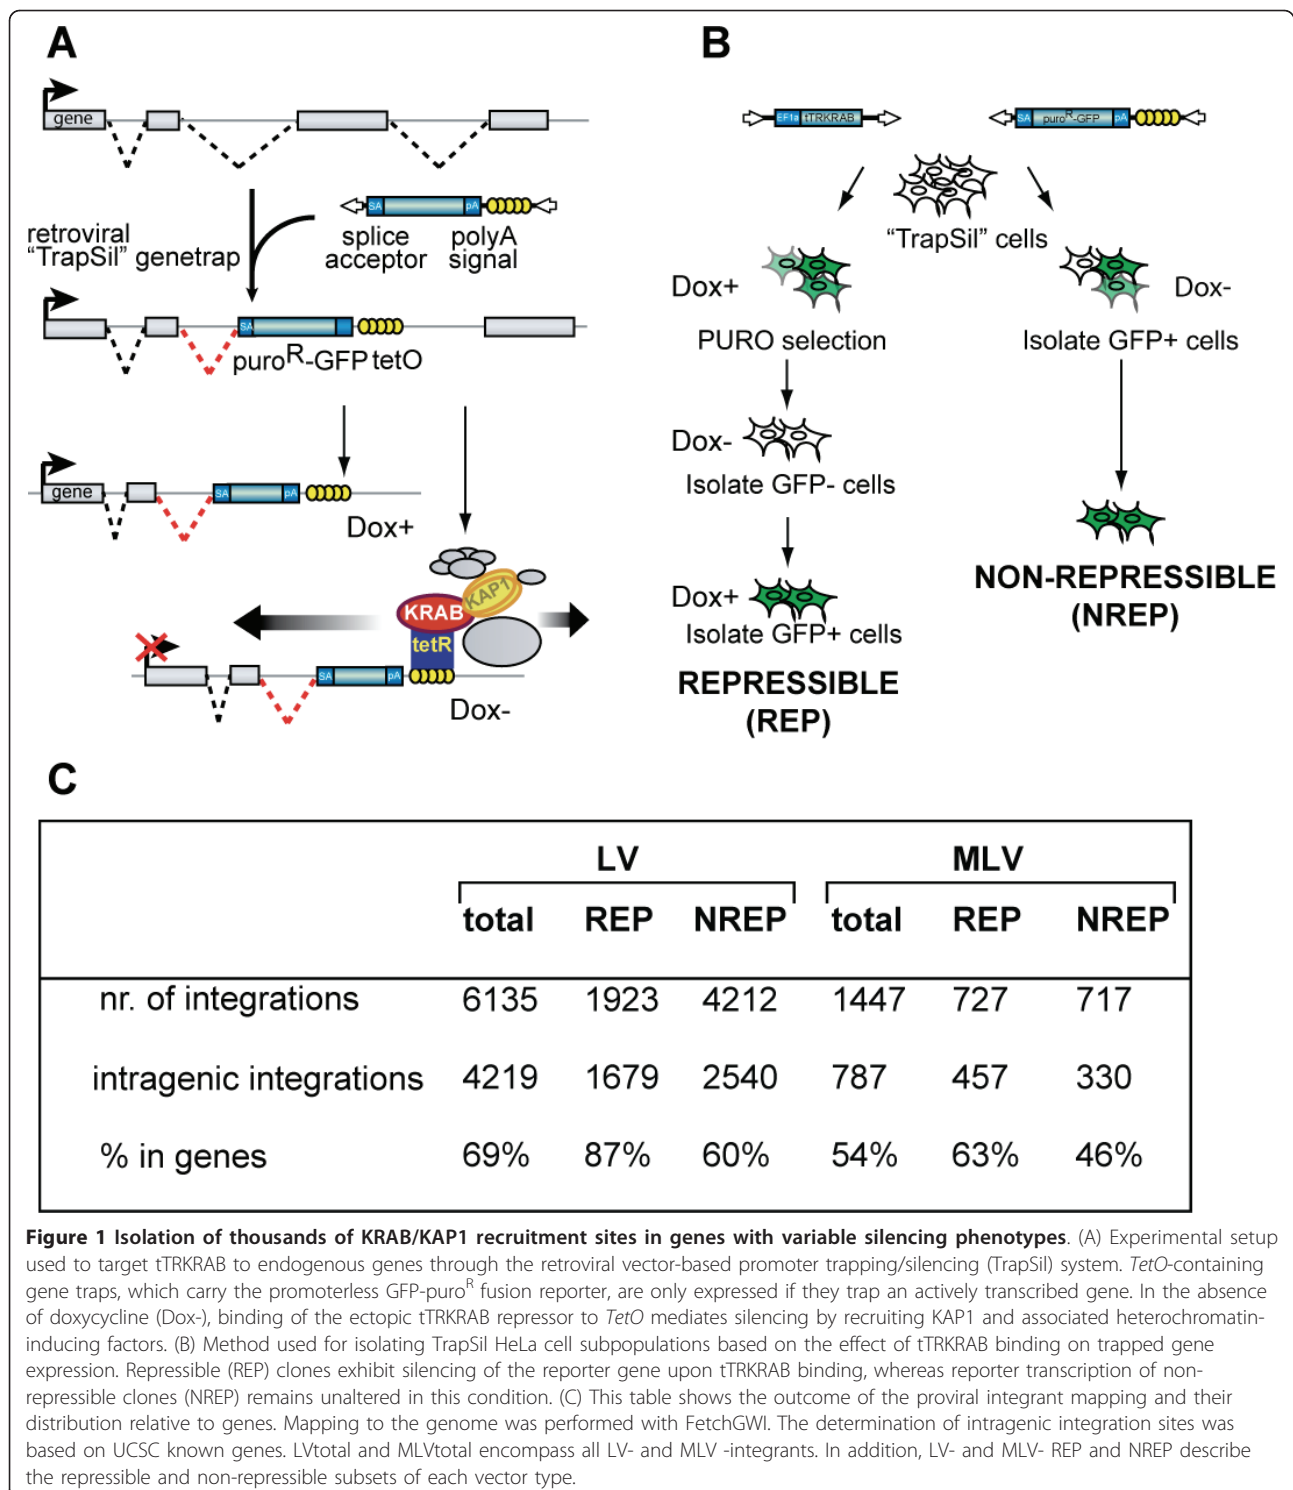 A
gene
retroviral
"TrapSil" genetrap
SA
pA
splice
acceptor
polyA
signal
SA
puroR-GFP tetO
gene
SA
pA
Dox+
KAP1
KRAB
tetR
SA
pA
Dox-
B
EF1a
tTRKRAB
SA
puroR-GFP
pA
"TrapSil" cells
Dox+
PURO selection
Dox-
Isolate GFP- cells
Dox+
Isolate GFP+ cells
REPRESSIBLE
(REP)
Dox-
Isolate GFP+ cells
NON-REPRESSIBLE
(NREP)
C
LV MLV
total REP NREP total REP NREP
nr. of integrations 6135 1923 4212 1447 727 717
intragenic integrations 4219 1679 2540 787 457 330
% in genes 69% 87% 60% 54% 63% 46%
Figure 1 Isolation of thousands of KRAB/KAP1 recruitment sites in genes with variable silencing phenotypes. (A) Experimental setup
used to target tTRKRAB to endogenous genes through the retroviral vector-based promoter trapping/silencing (TrapSil) system. TetO-containing
gene traps, which carry the promoterless GFP-puroR fusion reporter, are only expressed if they trap an actively transcribed gene. In the absence
of doxycycline (Dox-), binding of the ectopic tTRKRAB repressor to TetO mediates silencing by recruiting KAP1 and associated heterochromatin-
inducing factors. (B) Method used for isolating TrapSil HeLa cell subpopulations based on the effect of tTRKRAB binding on trapped gene
expression. Repressible (REP) clones exhibit silencing of the reporter gene upon tTRKRAB binding, whereas reporter transcription of non-
repressible clones (NREP) remains unaltered in this condition. (C) This table shows the outcome of the proviral integrant mapping and their
distribution relative to genes. Mapping to the genome was performed with FetchGWI. The determination of intragenic integration sites was
based on UCSC known genes. LVtotal and MLVtotal encompass all LV- and MLV -integrants. In addition, LV- and MLV- REP and NREP describe
the repressible and non-repressible subsets of each vector type.